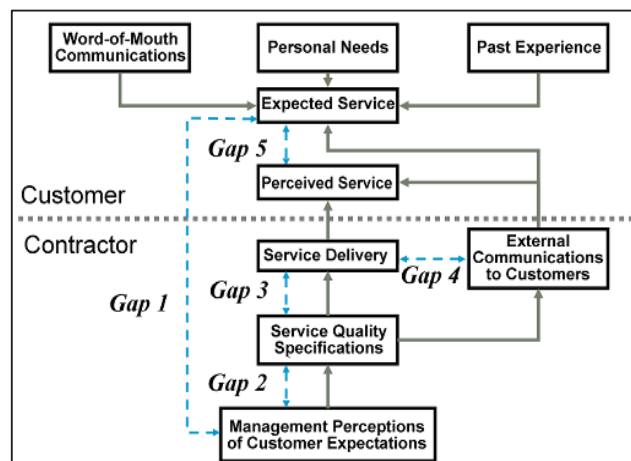 Word-of-Mouth
Communications
Personal Needs
Past Experience
Expected Service
Gap 5
Perceived Service
Customer
Contractor
Service Delivery
Gap 4
External
Communications
to Customers
Gap 1
Gap 3
Service Quality
Specifications
Gap 2
Management Perceptions
of Customer Expectations